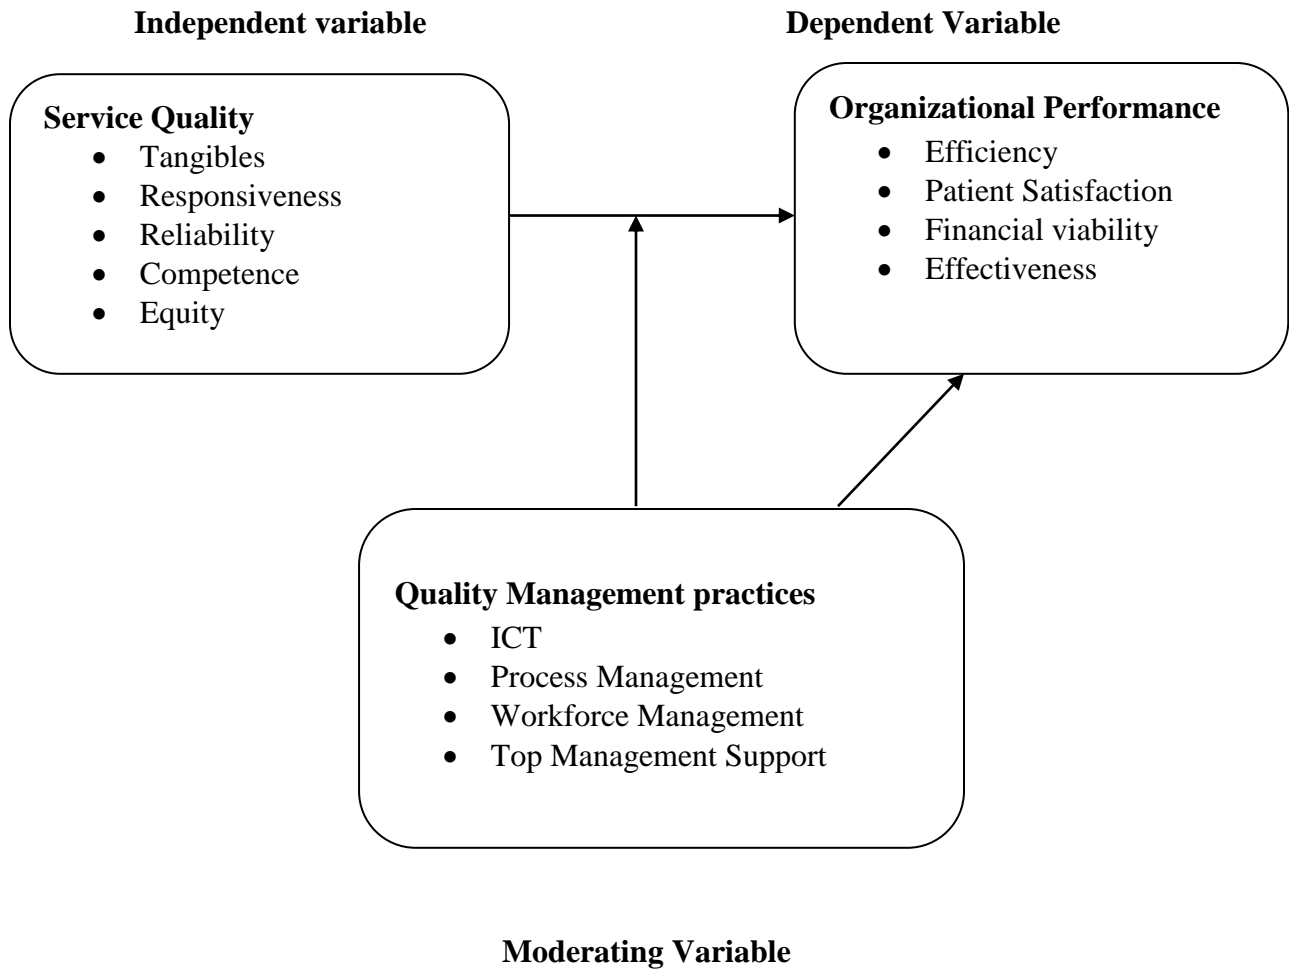 Independent variable
Dependent Variable
Service Quality
• Tangibles
• Responsiveness
• Reliability
• Competence
• Equity
Organizational Performance
• Efficiency
• Patient Satisfaction
• Financial viability
• Effectiveness
Quality Management practices
• ICT
• Process Management
• Workforce Management
• Top Management Support
Moderating Variable